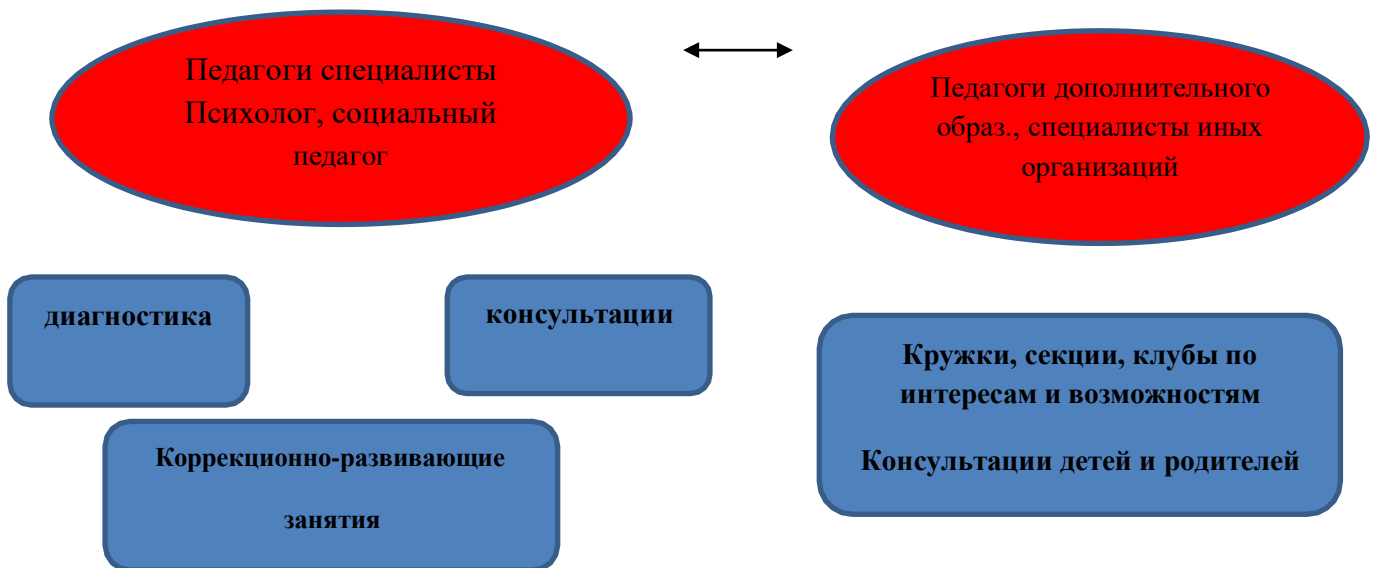 Педагоги специалисты
Психолог, социальный
педагог
Педагоги дополнительного
образ., специалисты иных
организаций
диагностика
консультации
Кружки, секции, клубы по
интересам и возможностям
Консультации детей и родителей
Коррекционно-развивающие
занятия